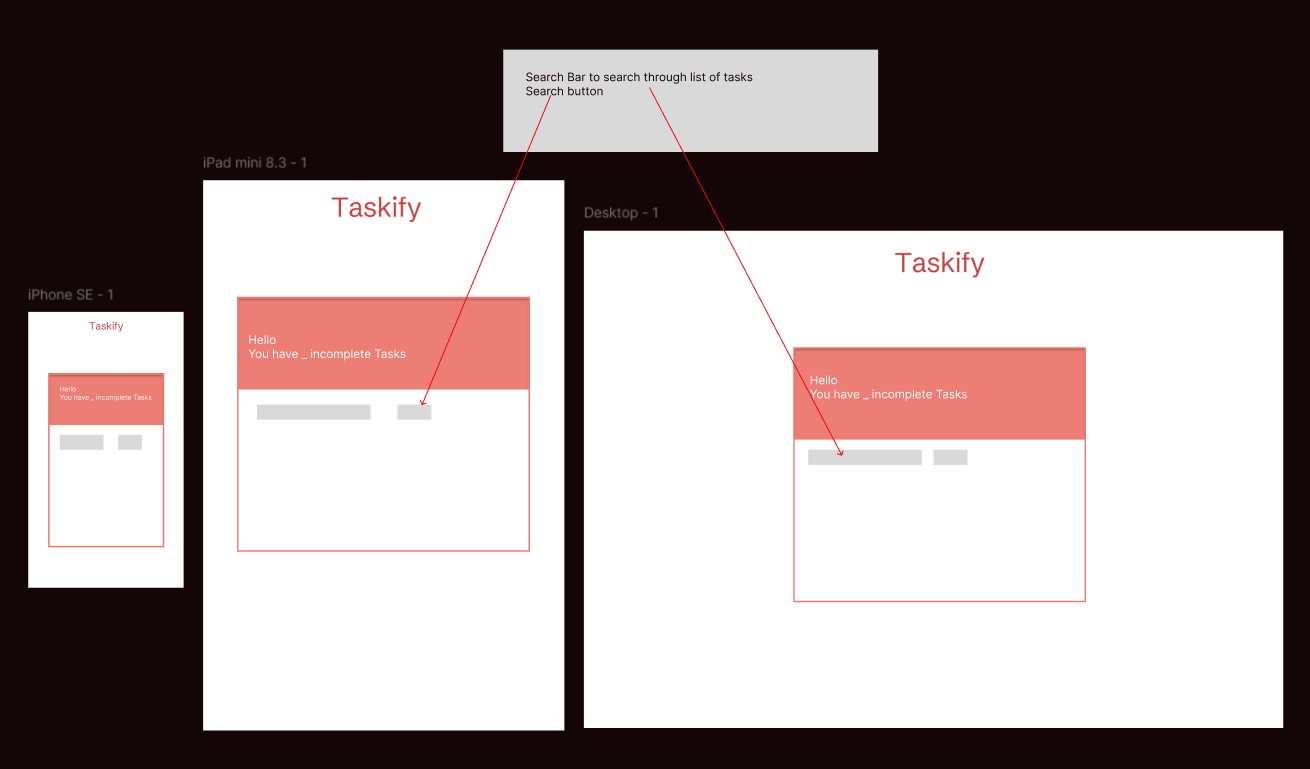 Search Bar to search through list of tasks
Search button
iPad mini 8.3 - 1
Taskify
Hello
You have _ incomplete Tasks
Desktop - 1
Taskify
Hello
You have _ incomplete Tasks
iPhone SE - 1
Taskify
Hello
You have _ incomplete Tasks